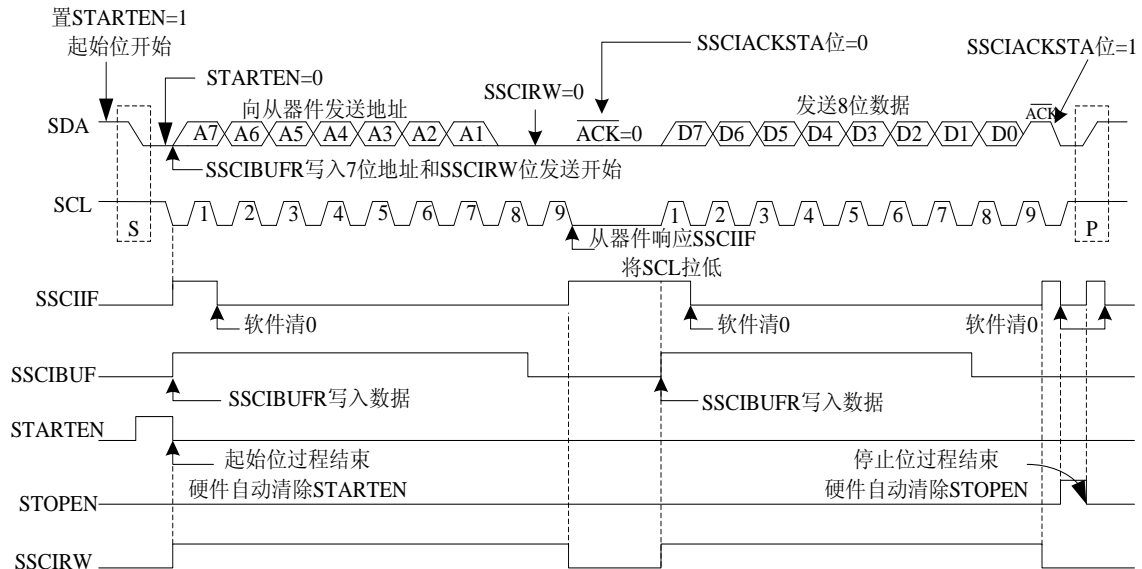 置STARTEN=1
起始位开始
SSCIACKSTA位=0
SSCIACKSTA位=1
STARTEN=0
SSCIRW=0
向从器件发送地址
发送8位数据
SDA
A7 A6 A5 A4 A3 A2 A1
ACK=0
D7 D6 D5 D4 D3 D2 D1 D0
ACK
SSCIBUFR写入7位地址和SSCIRW位发送开始
SCL
S
1 2 3 4 5 6 7 8 9
1 2 3 4 5 6 7 8 9
P
从器件响应SSCIIF
将SCL拉低
SSCIIF
软件清0
软件清0
软件清0
SSCIBUF
SSCIBUFR写入数据
SSCIBUFR写入数据
STARTEN
起始位过程结束
硬件自动清除STARTEN
停止位过程结束
硬件自动清除STOPEN
STOPEN
SSCIRW